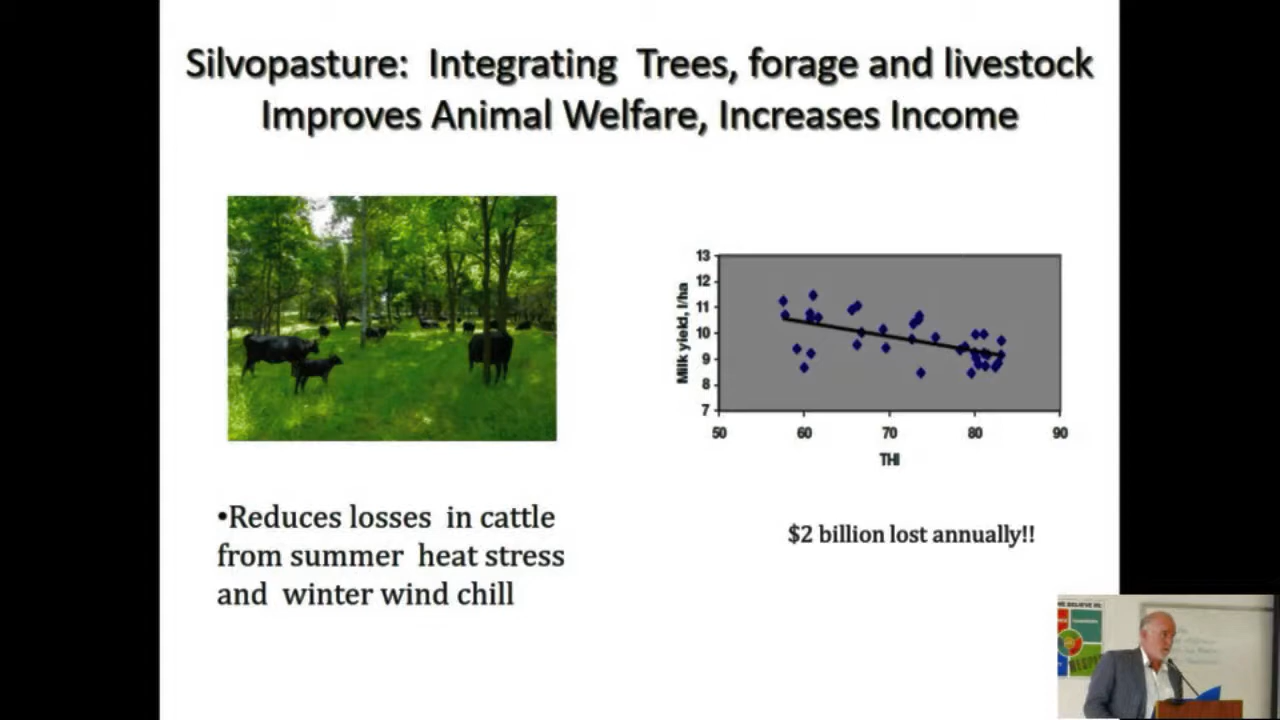 Silvopasture: Integrating Trees, forage and livestock
Improves Animal Welfare, Increases Income
13
12
11
10
9
8
7
Milk yield, l/ha
50 60 70 80 90
THI
•Reduces losses in cattle
from summer heat stress
and winter wind chill
$2 billion lost annually!!